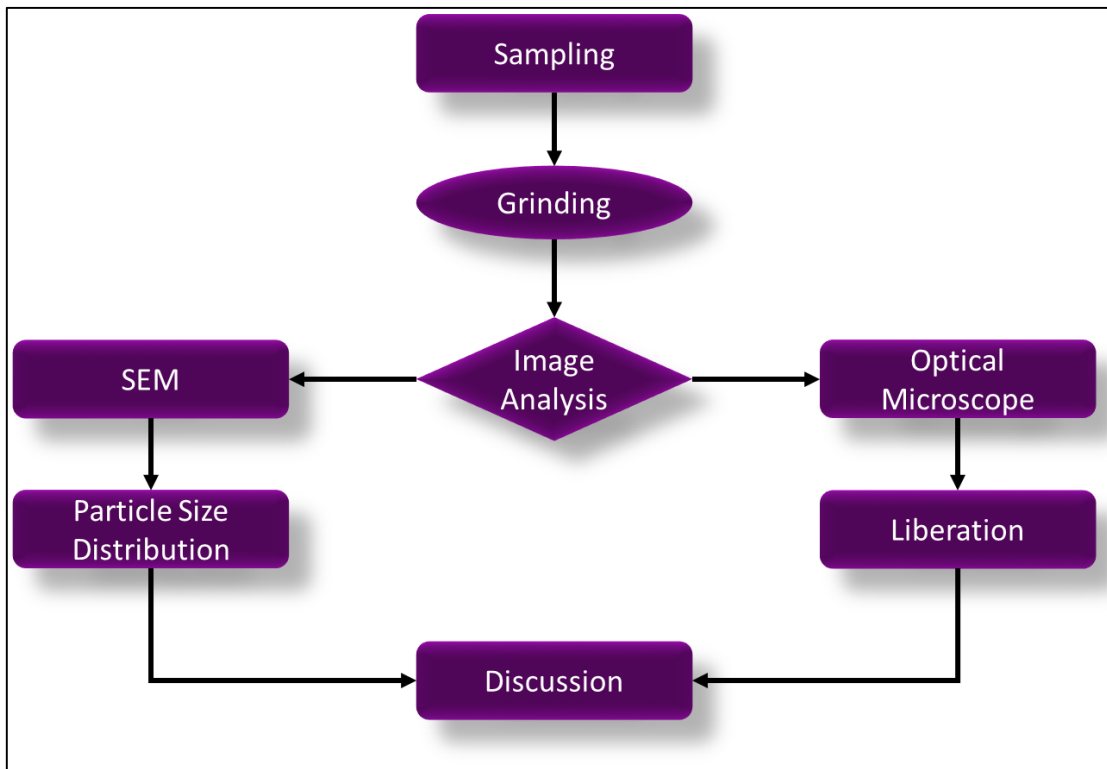 Sampling
Grinding
Image
Analysis
SEM
Optical
Microscope
Particle Size
Distribution
Liberation
Discussion